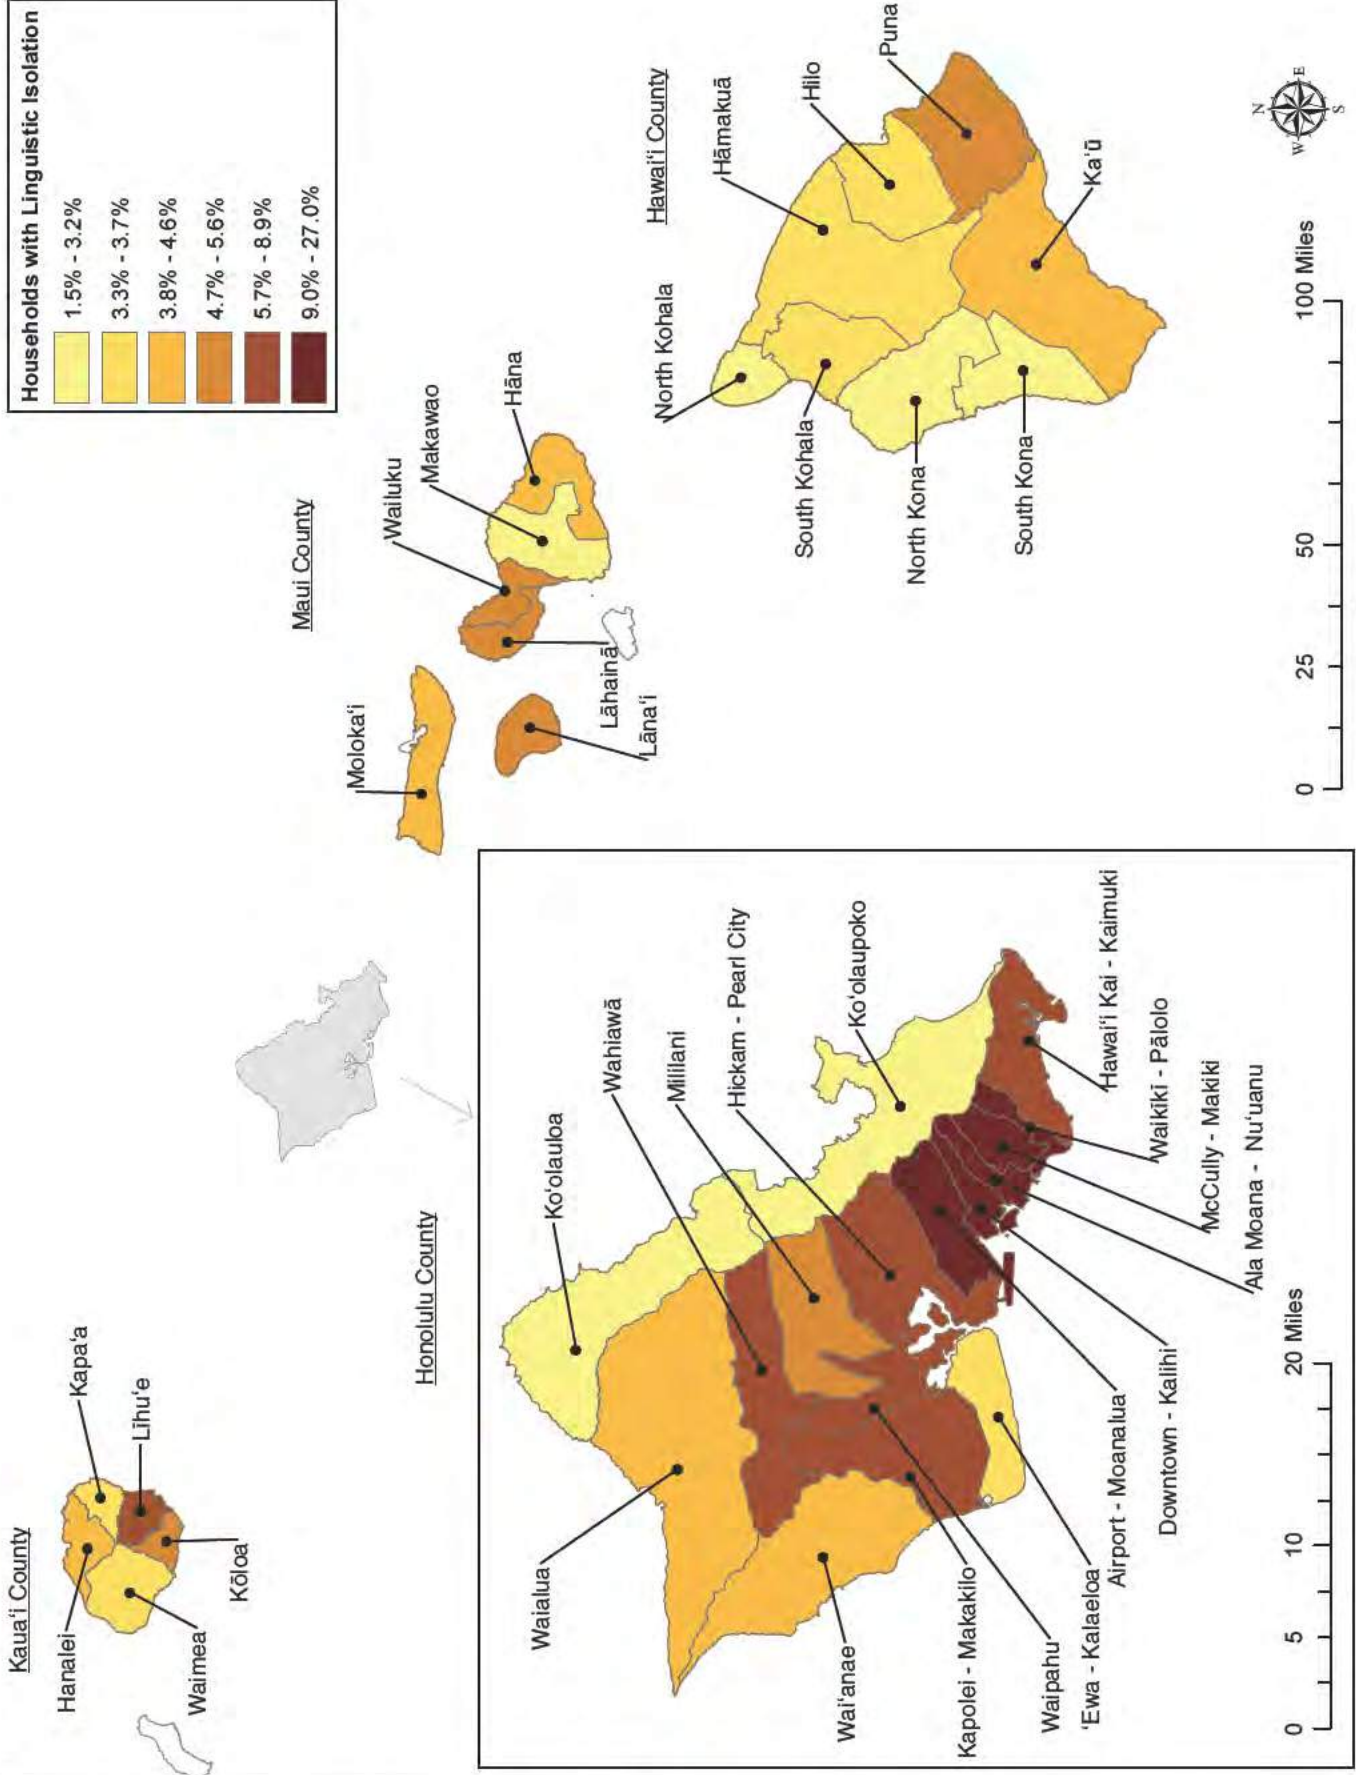 Kaua‘i County
Hanalei
Kapa‘a
Līhu‘e
Waimea
Kōloa
Honolulu County
Maui County
Moloka‘i
Wailuku
Makawao
Hāna
Lāhainā
Lāna‘i
Households with Linguistic Isolation
1.5% - 3.2%
3.3% - 3.7%
3.8% - 4.6%
4.7% - 5.6%
5.7% - 8.9%
9.0% - 27.0%
Hawai‘i County
North Kohala
Hāmakuā
Hilo
Puna
South Kohala
North Kona
South Kona
Ka‘ū
Waialua
Ko‘olauloa
Wahiawā
Mililani
Hickam - Pearl City
Ko‘olaupoko
Wai‘anae
Kapolei - Makakilo
Waipahu
‘Ewa - Kalaeloa
Airport - Moanalua
Downtown - Kalihi
Ala Moana - Nu‘uanu
McCully - Makiki
Waikīkī - Pālolo
Hawai‘i Kai - Kaimuki
0 5 10 20 Miles
0 25 50 100 Miles
N
W E
S